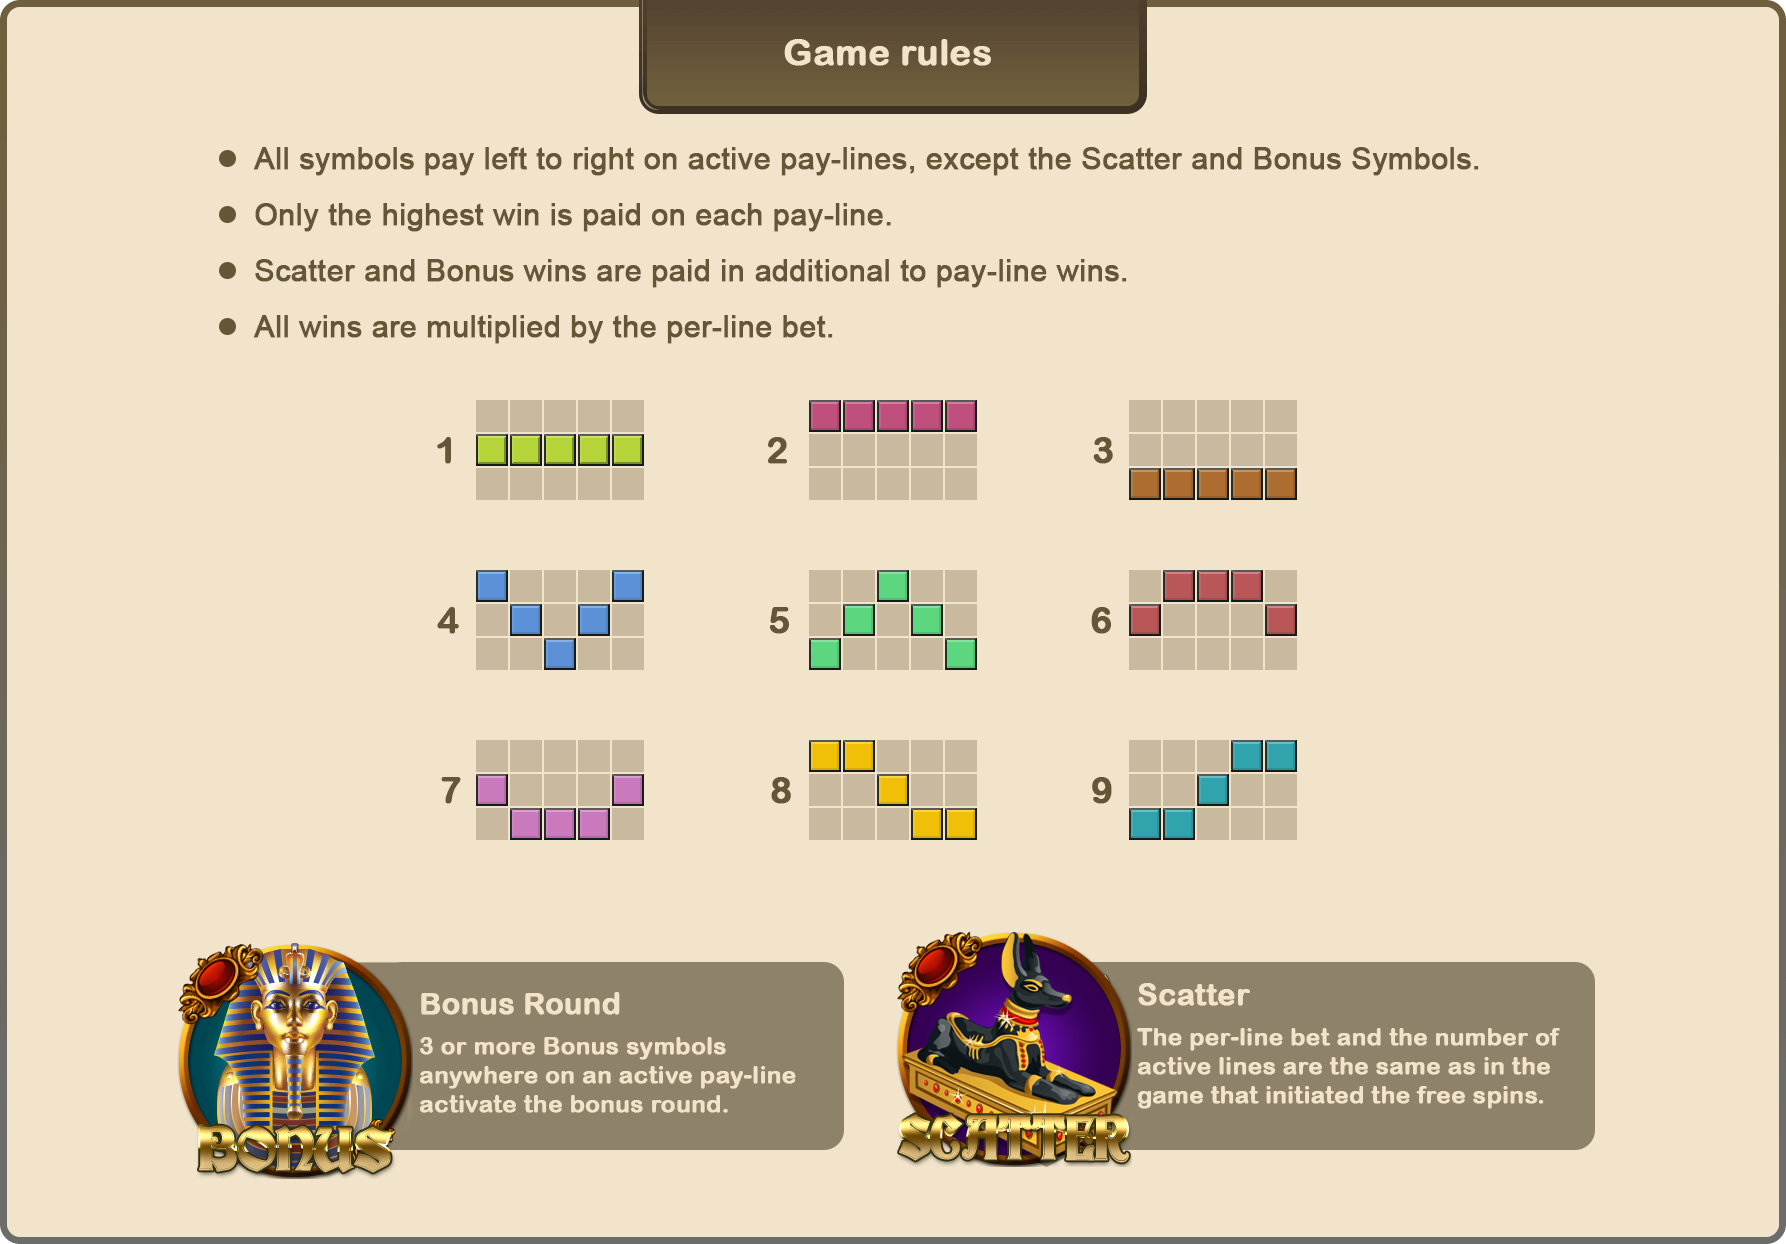 Game rules
All symbols pay left to right on active pay-lines, except the Scatter and Bonus Symbols.
Only the highest win is paid on each pay-line.
Scatter and Bonus wins are paid in additional to pay-line wins.
All wins are multiplied by the per-line bet.
1
2
3
4
5
6
7
8
9
BONUS
Bonus Round
3 or more Bonus symbols
anywhere on an active pay-line
activate the bonus round.
SCATTER
Scatter
The per-line bet and the number of
active lines are the same as in the
game that initiated the free spins.